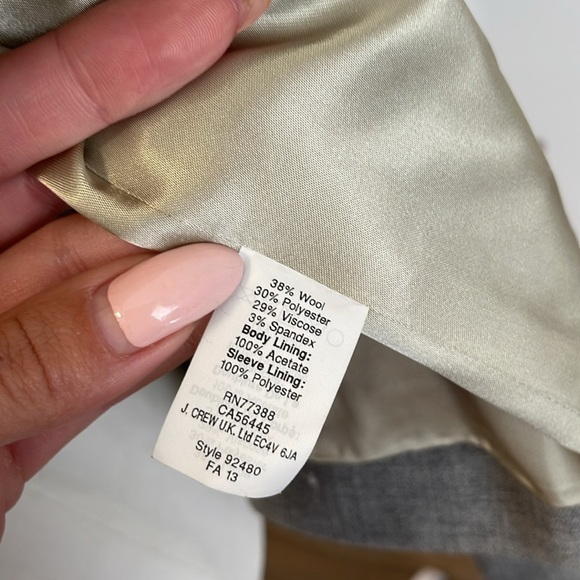 38% Wool
30% Polyester
29% Viscose
3% Spandex
Body Lining:
100% Acetate
Sleeve Lining:
100% Polyester
RN77388
CA56445
J. CREW U.K. Ltd EC4V 6JA
Style 92480
FA 13